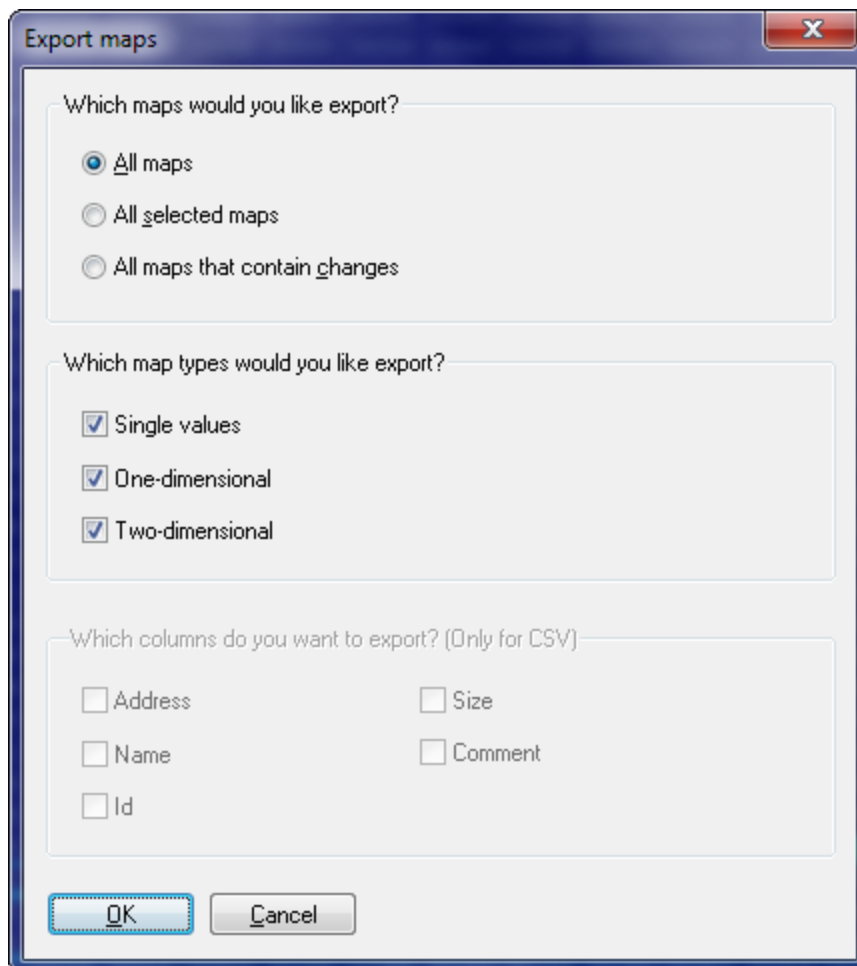 Export maps
Which maps would you like export?
All maps
All selected maps
All maps that contain changes
Which map types would you like export?
Single values
One-dimensional
Two-dimensional
Which columns do you want to export? (Only for CSV)
Address
Size
Name
Comment
Id
OK
Cancel